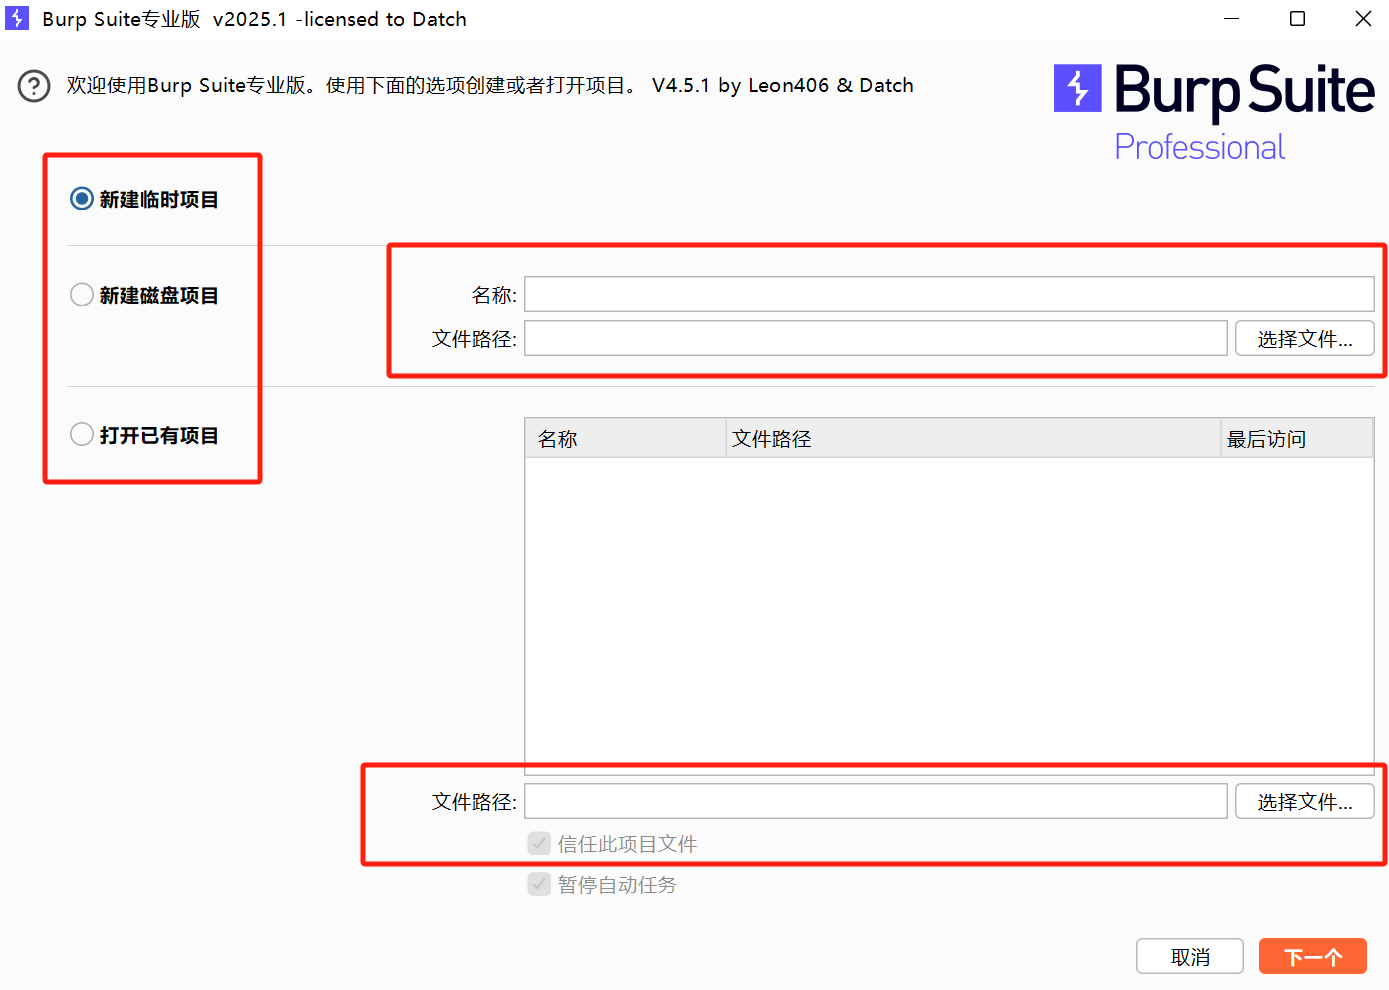 Burp Suite专业版 v2025.1 -licensed to Datch
欢迎使用Burp Suite专业版。使用下面的选项创建或者打开项目。 V4.5.1 by Leon406 & Datch
Burp Suite
Professional
新建临时项目
新建磁盘项目
名称:
文件路径:
选择文件...
打开已有项目
名称 文件路径 最后访问
文件路径:
选择文件...
信任此项目文件
暂停自动任务
取消 下一个